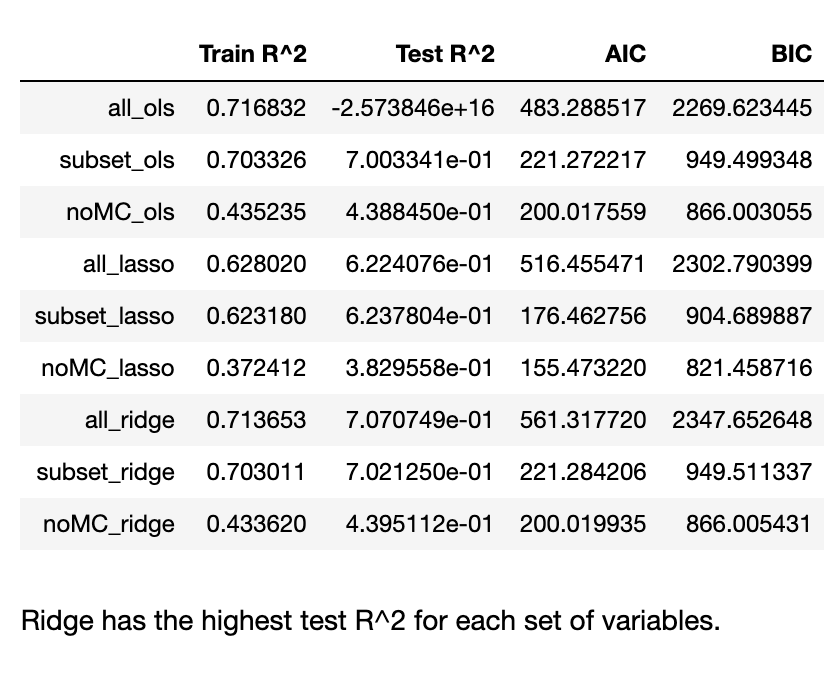 Train R^2 Test R^2 AIC BIC
all_ols 0.716832 -2.573846e+16 483.288517 2269.623445
subset_ols 0.703326 7.003341e-01 221.272217 949.499348
noMC_ols 0.435235 4.388450e-01 200.017559 866.003055
all_lasso 0.628020 6.224076e-01 516.455471 2302.790399
subset_lasso 0.623180 6.237804e-01 176.462756 904.689887
noMC_lasso 0.372412 3.829558e-01 155.473220 821.458716
all_ridge 0.713653 7.070749e-01 561.317720 2347.652648
subset_ridge 0.703011 7.021250e-01 221.284206 949.511337
noMC_ridge 0.433620 4.395112e-01 200.019935 866.005431
Ridge has the highest test R^2 for each set of variables.